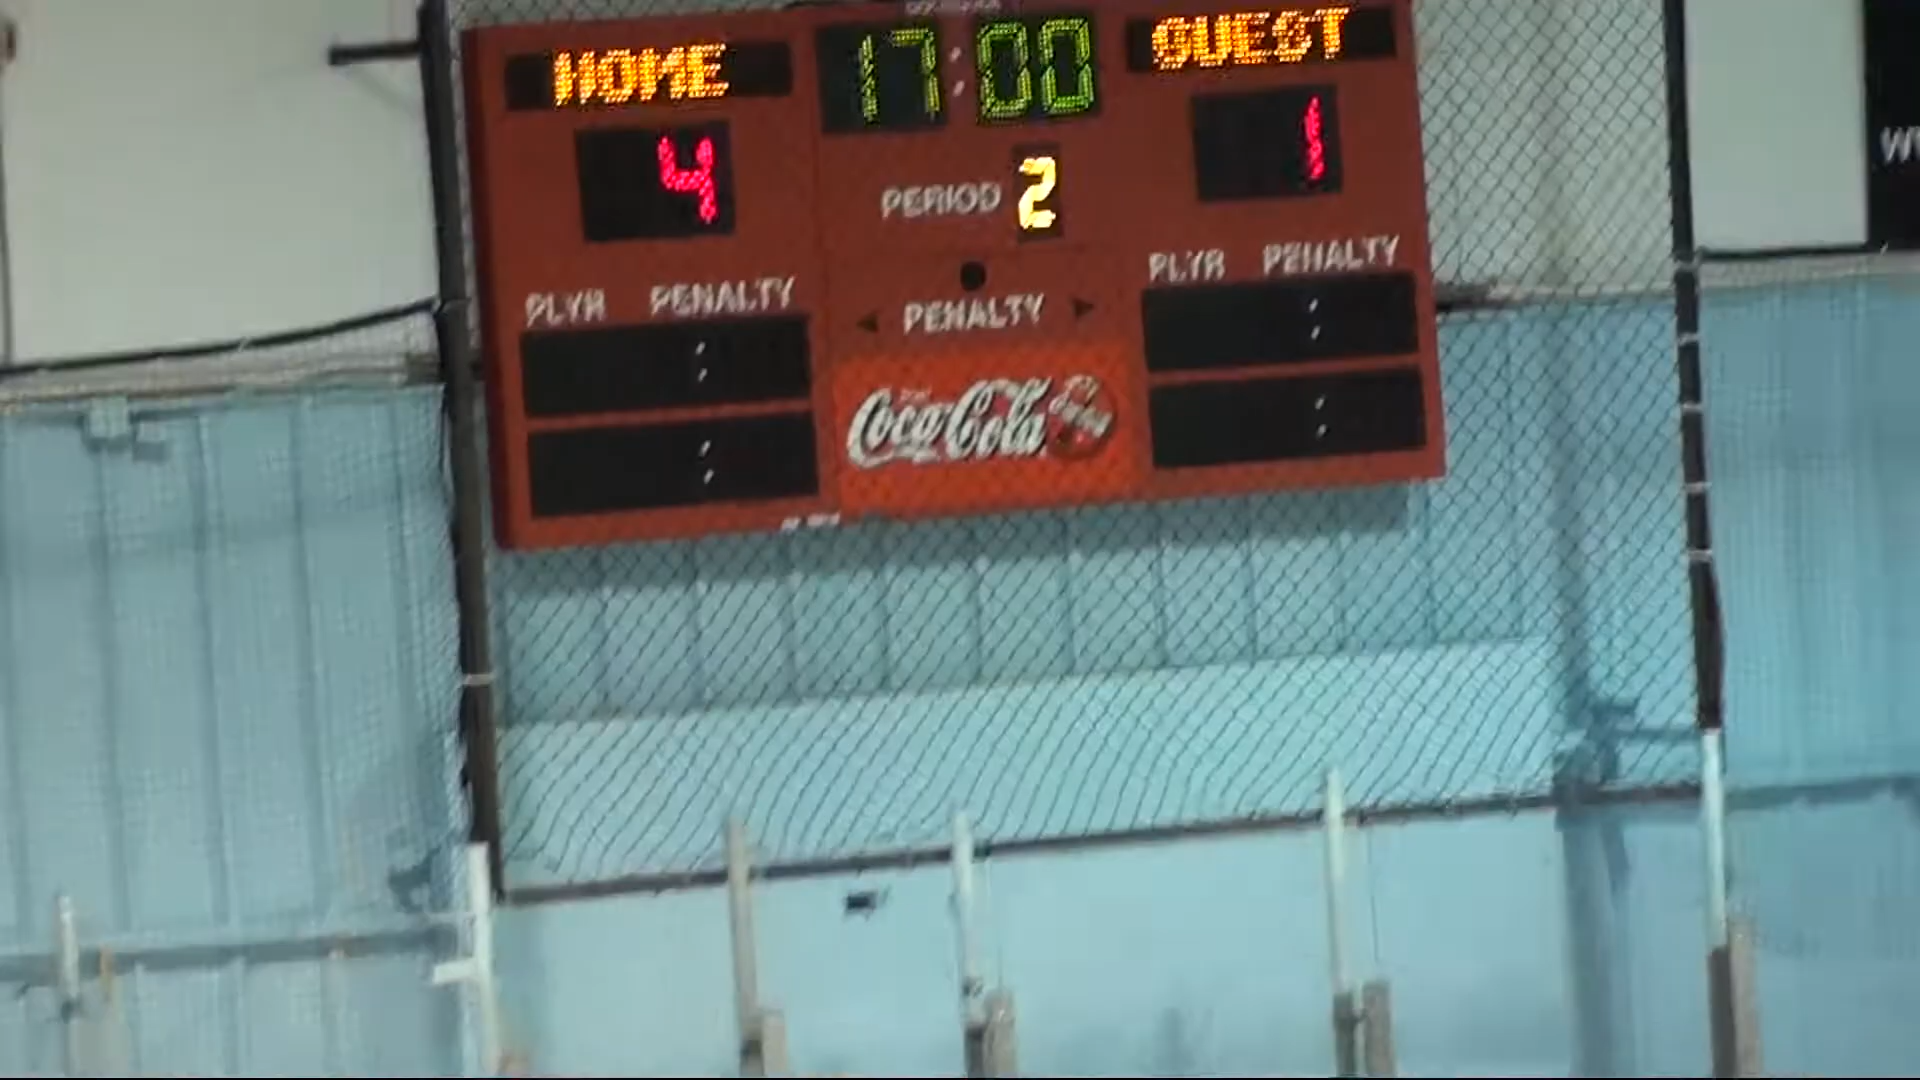 HOME 17:00 GUEST
4 1
PERIOD 2
PLYR PENALTY PLYR PENALTY
PENALTY
Coca-Cola